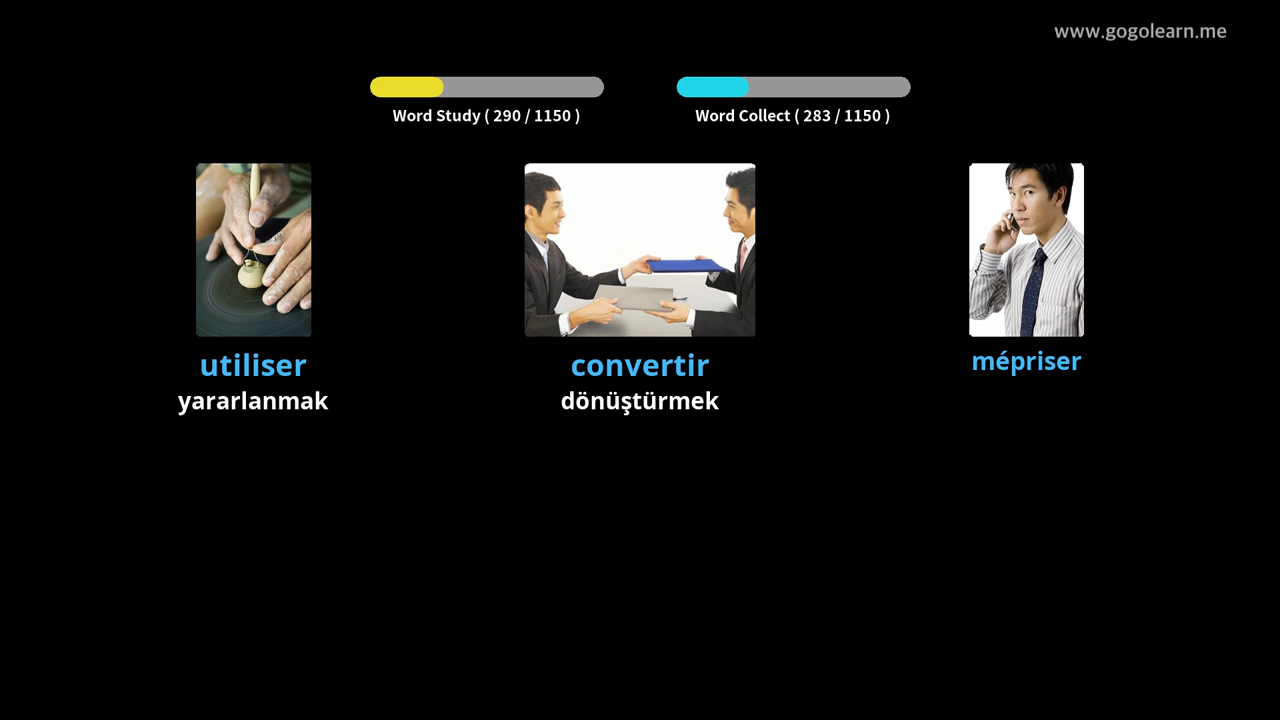 www.gogolearn.me
Word Study ( 290 / 1150 )
Word Collect ( 283 / 1150 )
utiliser
yararlanmak
convertir
dönüştürmek
mépriser